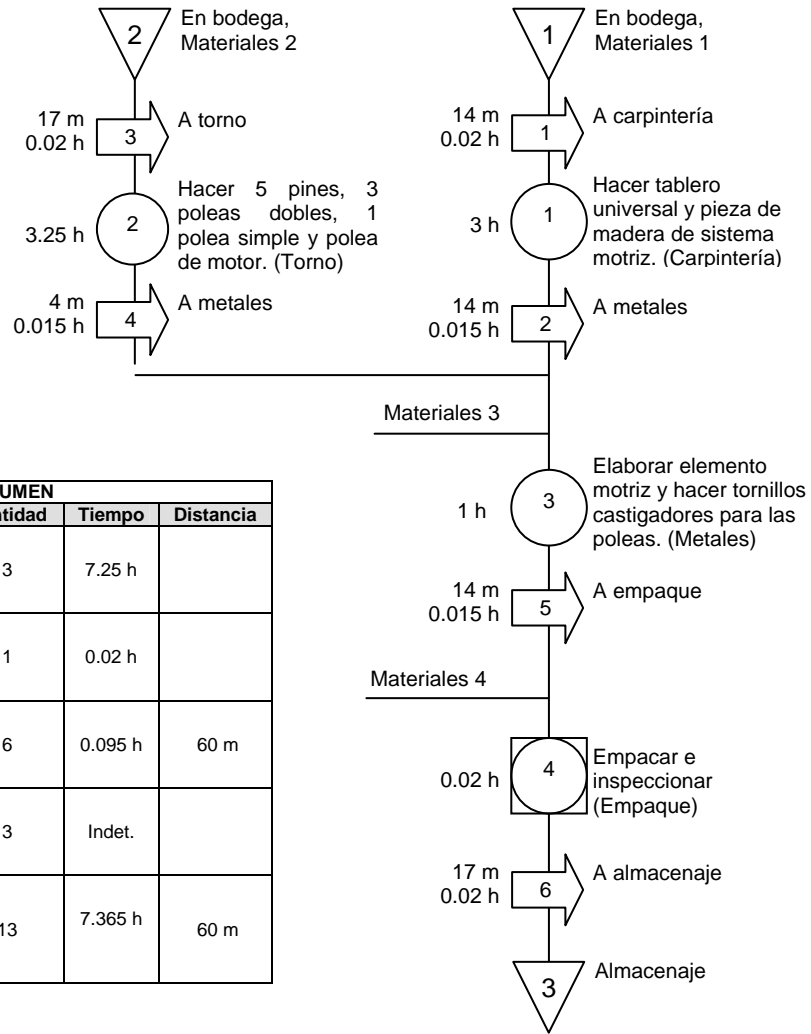 2
En bodega,
Materiales 2
17 m
0.02 h
3
A torno
3.25 h
2
Hacer 5 pines, 3
poleas dobles, 1
polea simple y polea
de motor. (Torno)
4 m
0.015 h
4
A metales
1
En bodega,
Materiales 1
14 m
0.02 h
1
A carpintería
3 h
1
Hacer tablero
universal y pieza de
madera de sistema
motriz. (Carpintería)
14 m
0.015 h
2
A metales
Materiales 3
1 h
3
Elaborar elemento
motriz y hacer tornillos
castigadores para las
poleas. (Metales)
14 m
0.015 h
5
A empaque
Materiales 4
0.02 h
4
Empacar e
inspeccionar
(Empaque)
17 m
0.02 h
6
A almacenaje
3
Almacenaje
UMEN
tidad Tiempo Distancia
3 7.25 h
1 0.02 h
6 0.095 h 60 m
3 Indet.
13 7.365 h 60 m